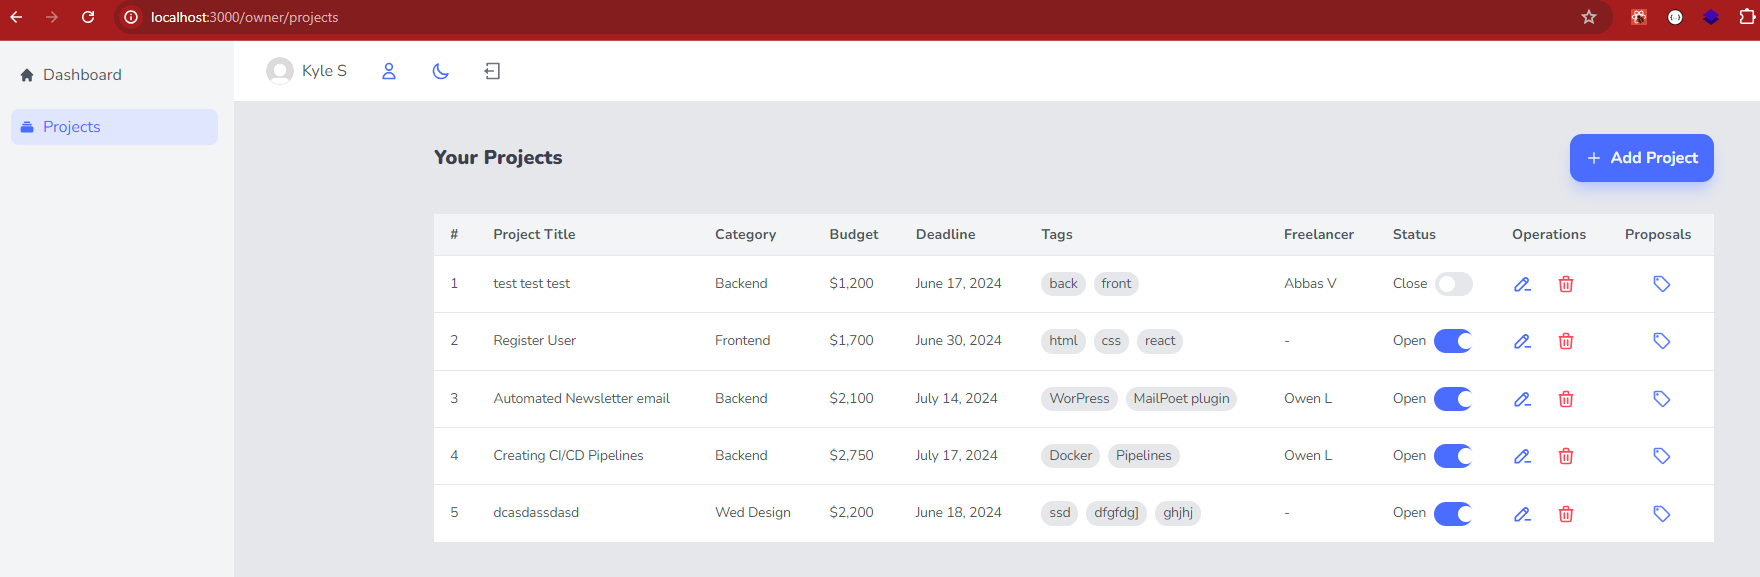 localhost:3000/owner/projects
Dashboard
Kyle S
Projects
Your Projects
+ Add Project
# Project Title Category Budget Deadline Tags Freelancer Status Operations Proposals
1 test test test Backend $1,200 June 17, 2024 back front Abbas V Close
2 Register User Frontend $1,700 June 30, 2024 html css react - Open
3 Automated Newsletter email Backend $2,100 July 14, 2024 WorPress MailPoet plugin Owen L Open
4 Creating CI/CD Pipelines Backend $2,750 July 17, 2024 Docker Pipelines Owen L Open
5 dcasdassdasd Wed Design $2,200 June 18, 2024 ssd dfgfdg] ghjhj - Open